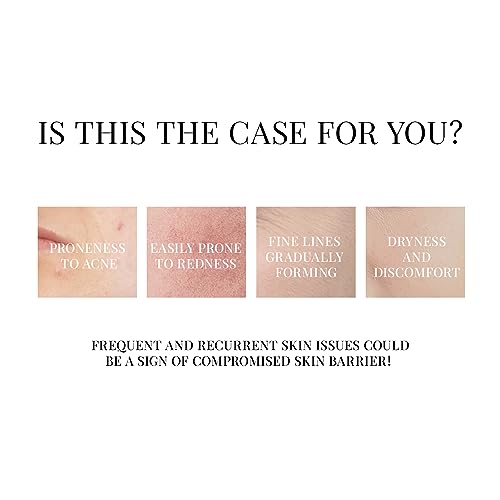 IS THIS THE CASE FOR YOU?
PRONENESS
TO ACNE
EASILY PRONE
TO REDNESS
FINE LINES
GRADUALLY
FORMING
DRYNESS
AND
DISCOMFORT
FREQUENT AND RECURRENT SKIN ISSUES COULD
BE A SIGN OF COMPROMISED SKIN BARRIER!